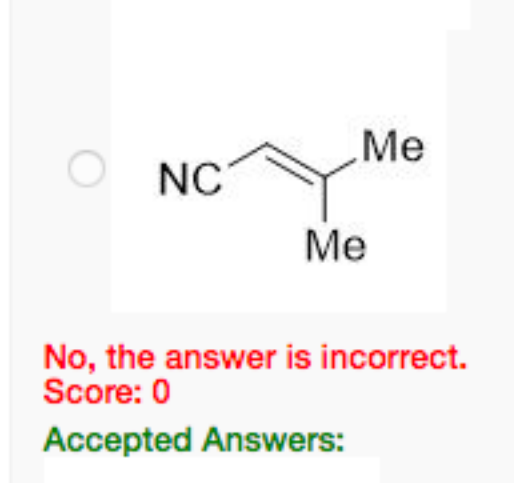 Me
NC
Me
No, the answer is incorrect.
Score: 0
Accepted Answers: